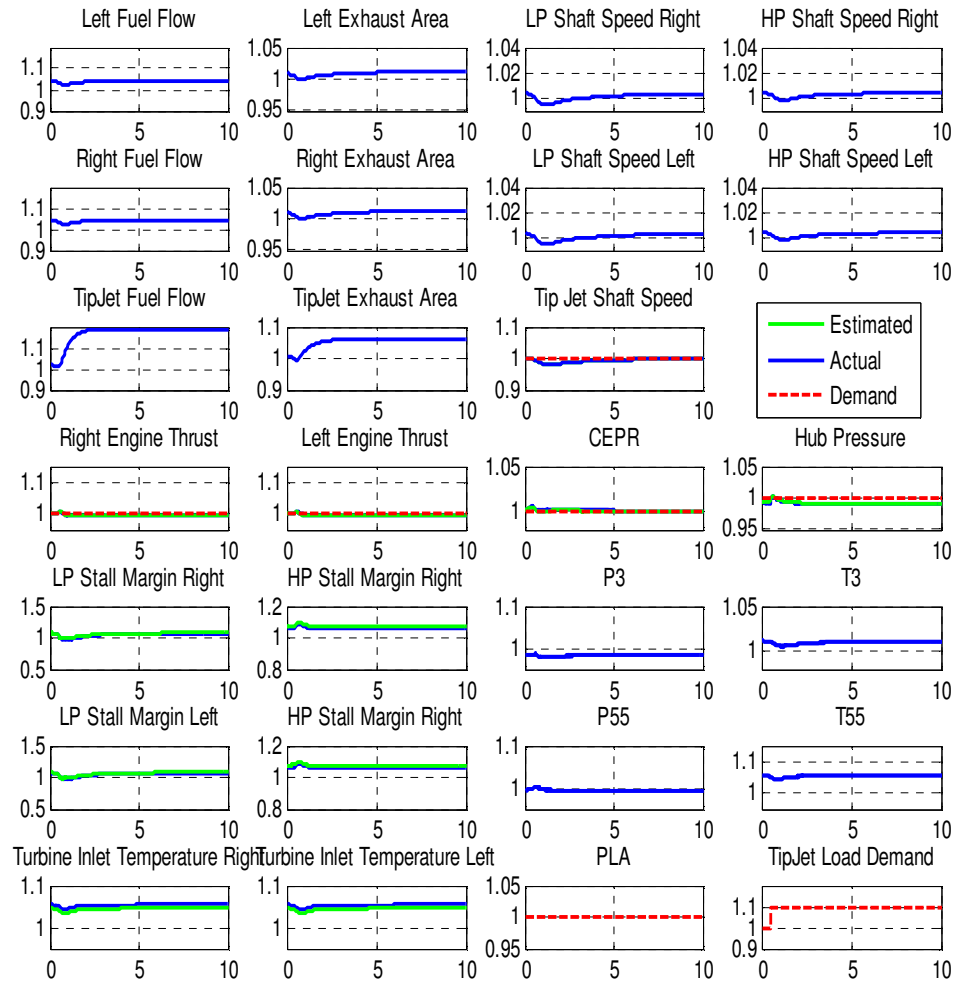 Left Fuel Flow Left Exhaust Area LP Shaft Speed Right HP Shaft Speed Right
1.1 1.05 1.04 1.04
1 1 1.02 1.02
0.9 0.95 1 1
0 5 10 0 5 10 0 5 10 0 5 10
Right Fuel Flow Right Exhaust Area LP Shaft Speed Left HP Shaft Speed Left
1.1 1.05 1.04 1.04
1 1 1.02 1.02
0.9 0.95 1 1
0 5 10 0 5 10 0 5 10 0 5 10
TipJet Fuel Flow TipJet Exhaust Area Tip Jet Shaft Speed
1.1 1.1 1.1 Estimated
1 1 1 Actual
0.9 0.9 0.9 Demand
0 5 10 0 5 10 0 5 10
Right Engine Thrust Left Engine Thrust CEPR Hub Pressure
1.1 1.1 1.05 1.05
1 1 1 1
0.95
0 5 10 0 5 10 0 5 10 0 5 10
LP Stall Margin Right HP Stall Margin Right P3 T3
1.5 1.2 1.1 1.05
1 1 1 1
0.5 0.8
0 5 10 0 5 10 0 5 10 0 5 10
LP Stall Margin Left HP Stall Margin Right P55 T55
1.5 1.2 1.1 1.1
1 1 1 1
0.5 0.8
0 5 10 0 5 10 0 5 10 0 5 10
Turbine Inlet Temperature Right Turbine Inlet Temperature Left PLA TipJet Load Demand
1.1 1.1 1.05 1.1
1 1 1 1
0.95 0.9
0 5 10 0 5 10 0 5 10 0 5 10